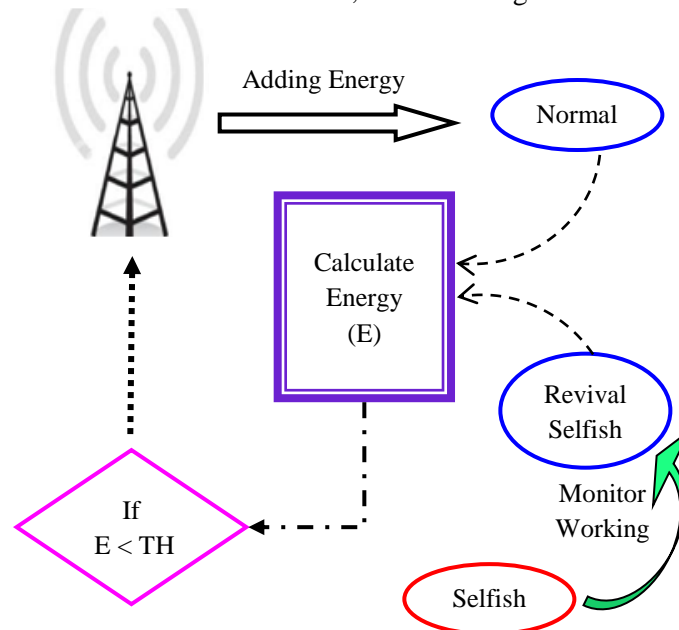 Adding Energy
Normal
Calculate
Energy
(E)
Revival
Selfish
If
E < TH
Monitor
Working
Selfish